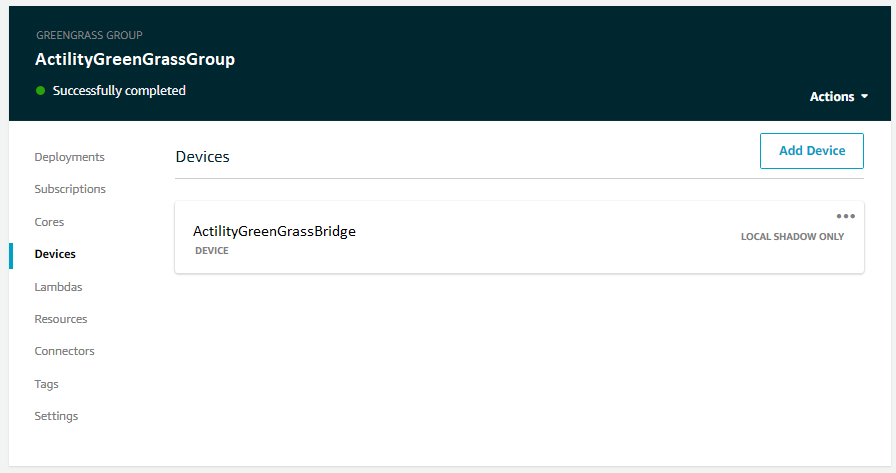 GREENGRASS GROUP
ActilityGreenGrassGroup
Successfully completed
Actions
Deployments
Subscriptions
Cores
Devices
Lambdas
Resources
Connectors
Tags
Settings
Devices
Add Device
ActilityGreenGrassBridge
DEVICE
LOCAL SHADOW ONLY